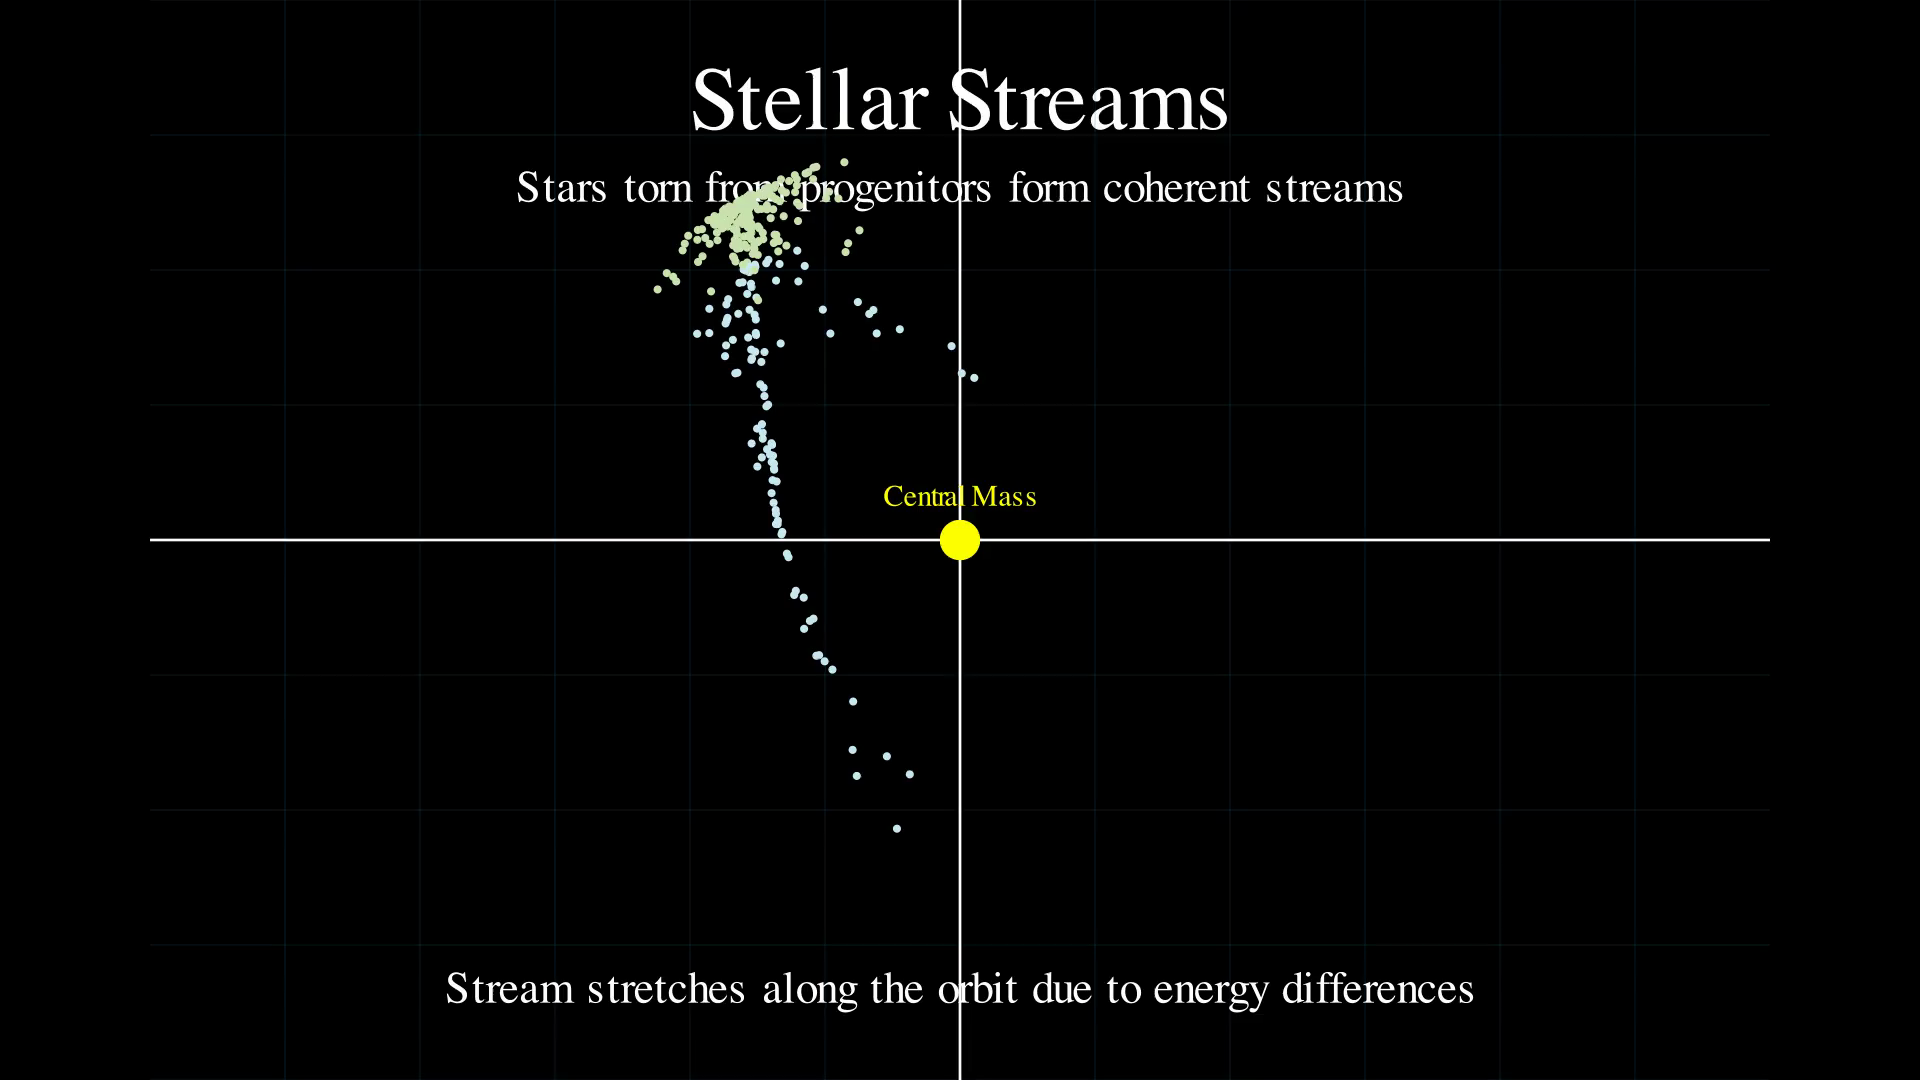 Stellar Streams
Stars torn from progenitors form coherent streams
Central Mass
Stream stretches along the orbit due to energy differences